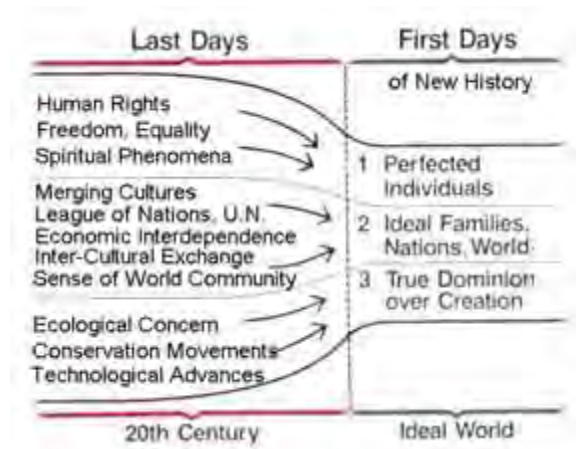 Last Days
First Days
of New History
Human Rights
Freedom, Equality
Spiritual Phenomena
1 Perfected
Individuals
Merging Cultures
League of Nations, U.N.
Economic Interdependence
Inter-Cultural Exchange
Sense of World Community
2 Ideal Families,
Nations, World
3 True Dominion
over Creation
Ecological Concern
Conservation Movements
Technological Advances
20th Century
Ideal World